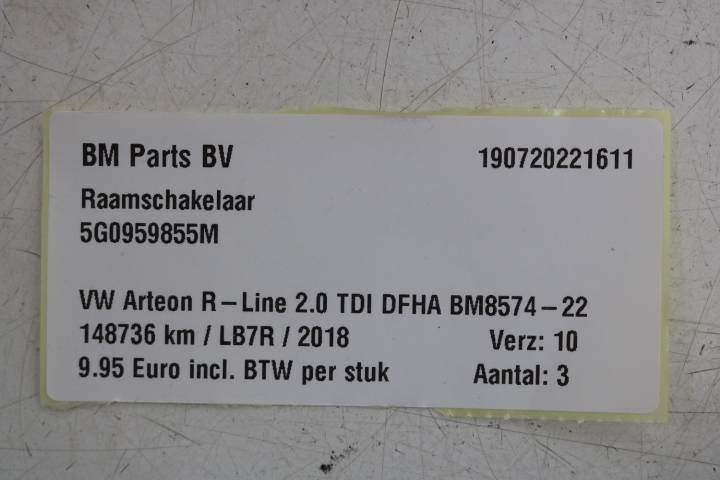 BM Parts BV 190720221611
Raamschakelaar
5G0959855M
VW Arteon R-Line 2.0 TDI DFHA BM8574-22
148736 km / LB7R / 2018 Verz: 10
9.95 Euro incl. BTW per stuk Aantal: 3